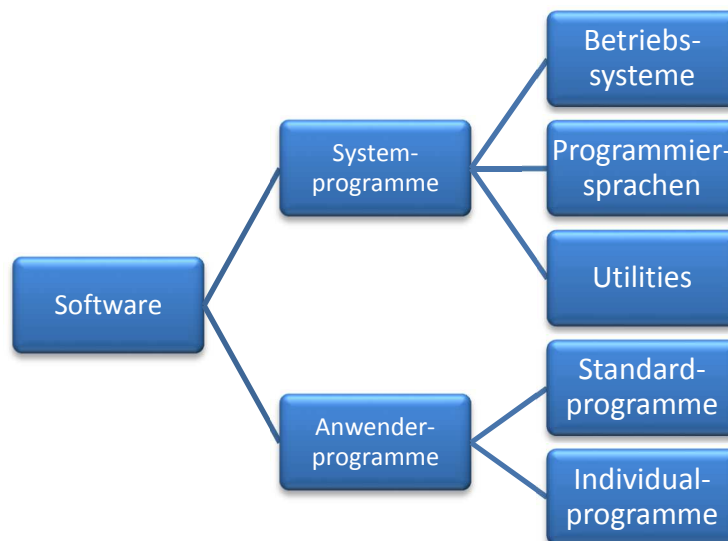 Betriebs-
systeme
System-
programme
Programmier-
sprachen
Utilities
Software
Standard-
programme
Anwender-
programme
Individual-
programme